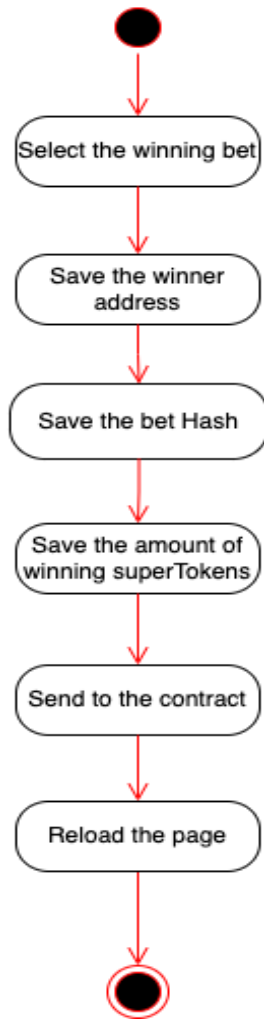 Select the winning bet
Save the winner
address
Save the bet Hash
Save the amount of
winning superTokens
Send to the contract
Reload the page